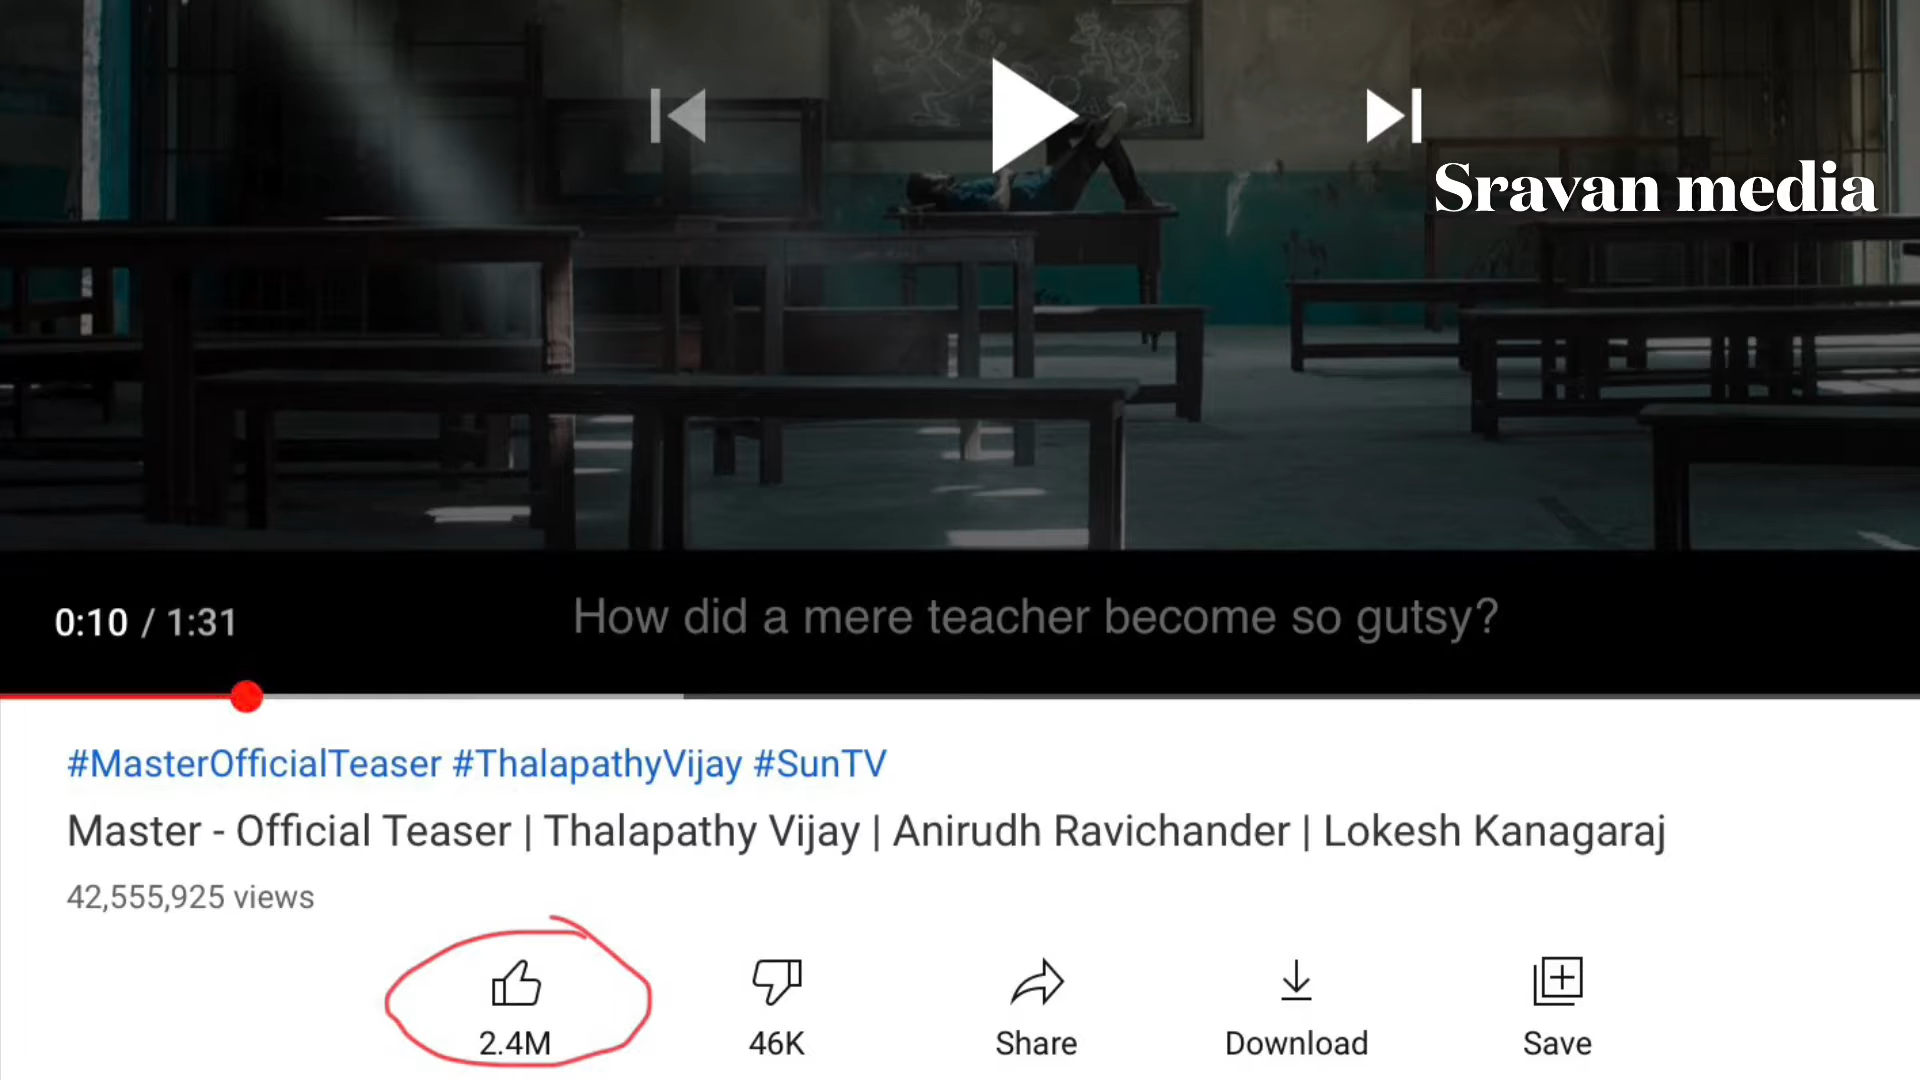 Sravan media
0:10 / 1:31
How did a mere teacher become so gutsy?
#MasterOfficialTeaser #ThalapathyVijay #SunTV
Master - Official Teaser | Thalapathy Vijay | Anirudh Ravichander | Lokesh Kanagaraj
42,555,925 views
2.4M 46K Share Download Save